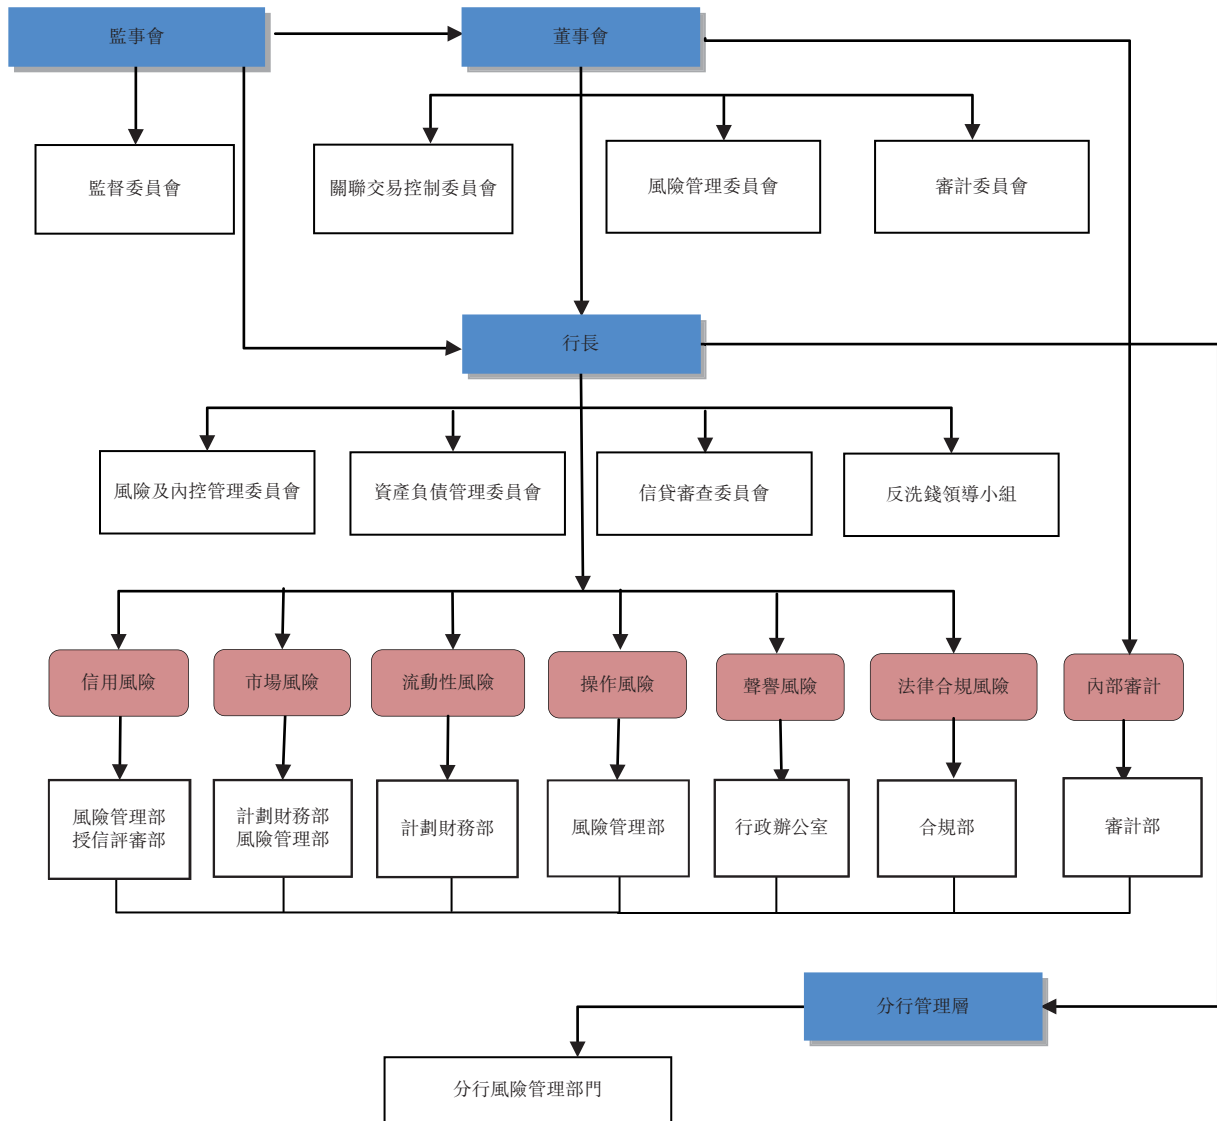 監事會
董事會
監督委員會
關聯交易控制委員會
風險管理委員會
審計委員會
行長
風險及內控管理委員會
資產負債管理委員會
信貸審查委員會
反洗錢領導小組
信用風險
市場風險
流動性風險
操作風險
聲譽風險
法律合規風險
內部審計
風險管理部
授信評審部
計劃財務部
風險管理部
計劃財務部
風險管理部
行政辦公室
合規部
審計部
分行管理層
分行風險管理部門